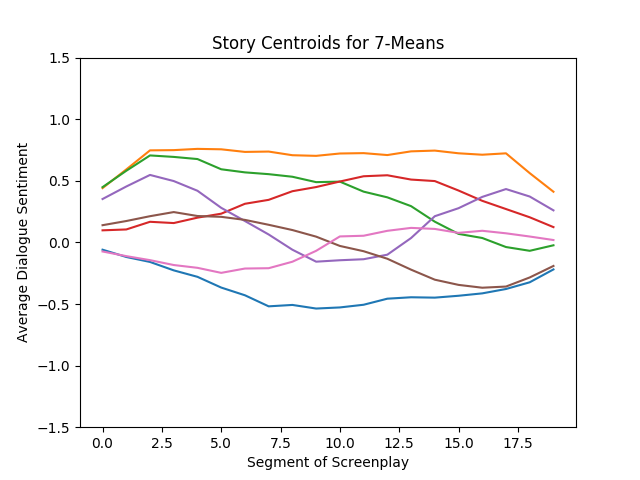 Story Centroids for 7-Means
1.5
1.0
0.5
0.0
−0.5
−1.0
−1.5
Average Dialogue Sentiment
0.0 2.5 5.0 7.5 10.0 12.5 15.0 17.5
Segment of Screenplay